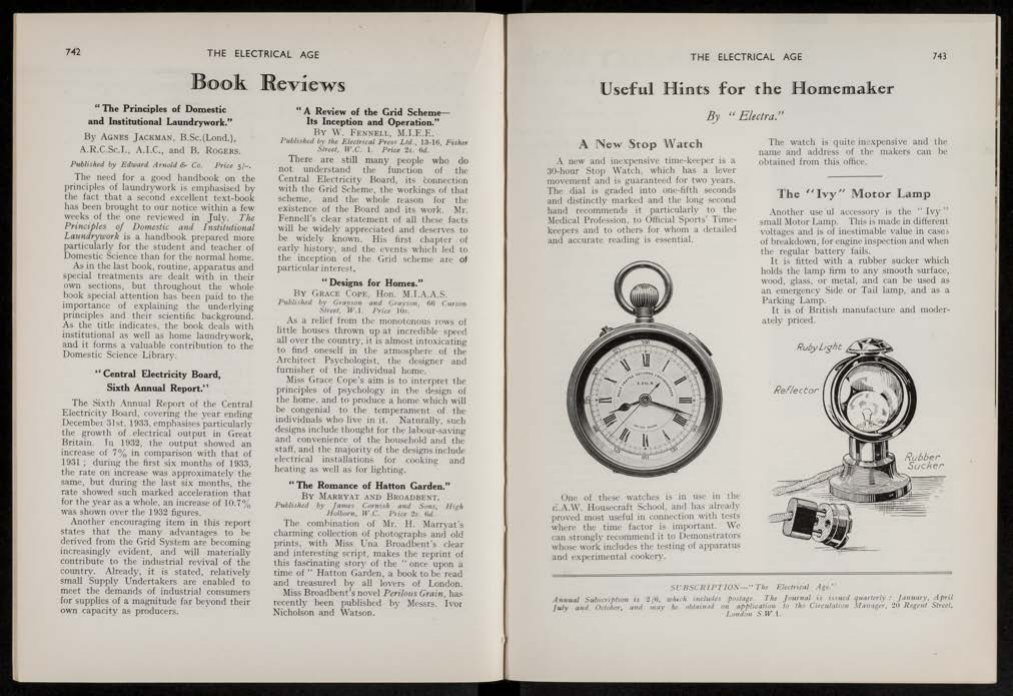 742
THE ELECTRICAL AGE
Book Reviews
"The Principles of Domestic
and Institutional Laundrywork."
By AGNES JACKMAN, B.Sc.(Lond.),
A.R.C.Sc.I., A.I.C., and B. ROGERS.
Published by Edward Arnold & Co. Price 5/-.
The need for a good handbook on the
principles of laundrywork is emphasised by
the fact that a second excellent text-book
has been brought to our notice within a few
weeks of the one reviewed in July. The
Principles of Domestic and Institutional
Laundrywork is a handbook prepared more
particularly for the student and teacher of
Domestic Science than for the normal home.
As in the last book, routine, apparatus and
special treatments are dealt with in their
own sections, but throughout the whole
book special attention has been paid to the
importance of explaining the underlying
principles and their scientific background.
As the title indicates, the book deals with
institutional as well as home laundrywork,
and it forms a valuable contribution to the
Domestic Science Library.
"Central Electricity Board,
Sixth Annual Report."
The Sixth Annual Report of the Central
Electricity Board, covering the year ending
December 31st, 1933, emphasises particularly
the growth of electrical output in Great
Britain. In 1932, the output showed an
increase of 7% in comparison with that of
1931; during the first six months of 1933,
the rate on increase was approximately the
same, but during the last six months, the
rate showed such marked acceleration that
for the year as a whole, an increase of 10.7%
was shown over the 1932 figures.
Another encouraging item in this report
states that the many advantages to be
derived from the Grid System are becoming
increasingly evident, and will materially
contribute to the industrial revival of the
country. Already, it is stated, relatively
small Supply Undertakers are enabled to
meet the demands of industrial consumers
for supplies of a magnitude far beyond their
own capacity as producers.
"A Review of the Grid Scheme—
Its Inception and Operation."
BY W. FENNELL, M.I.E.E.
Published by the Electrical Press Ltd., 13-16, Fisher
Street, W.C. 1. Price 2s. 6d.
There are still many people who do
not understand the function of the
Central Electricity Board, its connection
with the Grid Scheme, the workings of that
scheme, and the whole reason for the
existence of the Board and its work. Mr.
Fennell's clear statement of all these facts
will be widely appreciated and deserves to
be widely known. His first chapter of
early history, and the events which led to
the inception of the Grid scheme are of
particular interest.
"Designs for Homes."
BY GRACE COPE, Hon. M.I.A.A.S.
Published by Grayson and Grayson, 66 Curzon
Street, W.1. Price 10s.
As a relief from the monotonous rows of
little houses thrown up at incredible speed
all over the country, it is almost intoxicating
to find oneself in the atmosphere of the
Architect Psychologist, the designer and
furnisher of the individual home.
Miss Grace Cope's aim is to interpret the
principles of psychology in the design of
the home, and to produce a home which will
be congenial to the temperament of the
individuals who live in it. Naturally, such
designs include thought for the labour-saving
and convenience of the household and the
staff, and the majority of the designs include
electrical installations for cooking and
heating as well as for lighting.
"The Romance of Hatton Garden."
BY MARRYAT AND BROADBENT.
Published by James Cornish and Sons, High
Holborn, W.C. Price 2s. 6d.
The combination of Mr. H. Marryat's
charming collection of photographs and old
prints, with Miss Una Broadbent's clear
and interesting script, makes the reprint of
this fascinating story of the "once upon a
time of" Hatton Garden, a book to be read
and treasured by all lovers of London.
Miss Broadbent's novel Perilous Grain, has
recently been published by Messrs. Ivor
Nicholson and Watson.
THE ELECTRICAL AGE
743
Useful Hints for the Homemaker
By "Electra."
A New Stop Watch
A new and inexpensive time-keeper is a
30-hour Stop Watch, which has a lever
movement and is guaranteed for two years.
The dial is graded into one-fifth seconds
and distinctly marked and the long second
hand recommends it particularly to the
Medical Profession, to Official Sports' Time-
keepers and to others for whom a detailed
and accurate reading is essential.
One of these watches is in use in the
E.A.W. Housecraft School, and has already
proved most useful in connection with tests
where the time factor is important. We
can strongly recommend it to Demonstrators
whose work includes the testing of apparatus
and experimental cookery.
The watch is quite inexpensive and the
name and address of the makers can be
obtained from this office.
The "Ivy" Motor Lamp
Another use ul accessory is the "Ivy"
small Motor Lamp. This is made in different
voltages and is of inestimable value in cases
of breakdown, for engine inspection and when
the regular battery fails.
It is fitted with a rubber sucker which
holds the lamp firm to any smooth surface,
wood, glass, or metal, and can be used as
an emergency Side or Tail lamp, and as a
Parking Lamp.
It is of British manufacture and moder-
ately priced.
Ruby Light
Reflector
Rubber
Sucker
SUBSCRIPTION—"The Electrical Age."
Annual Subscription is 2/6, which includes postage. The Journal is issued quarterly: January, April
July and October, and may be obtained on application to the Circulation Manager, 20 Regent Street,
London S.W.1.